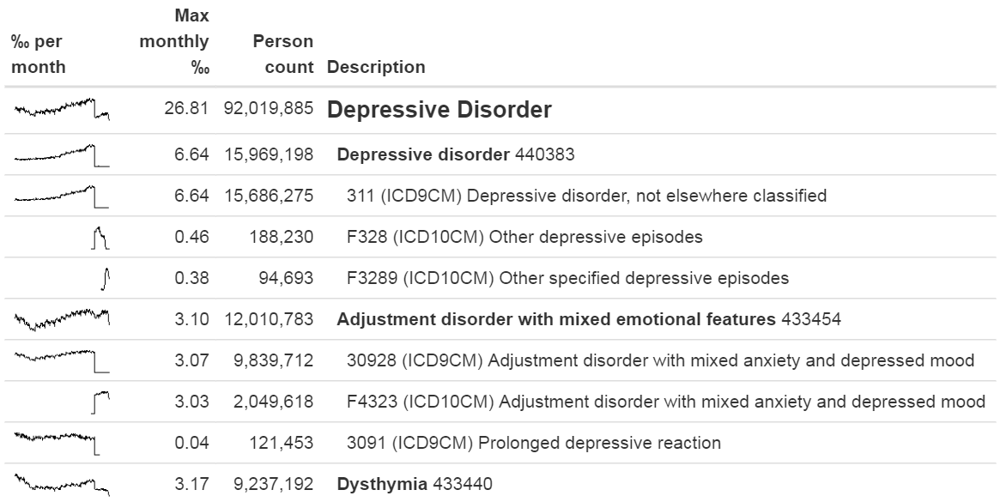 ‰ per month Max monthly ‰ Person count Description
26.81 92,019,885 Depressive Disorder
6.64 15,969,198 Depressive disorder 440383
6.64 15,686,275 311 (ICD9CM) Depressive disorder, not elsewhere classified
0.46 188,230 F328 (ICD10CM) Other depressive episodes
0.38 94,693 F3289 (ICD10CM) Other specified depressive episodes
3.10 12,010,783 Adjustment disorder with mixed emotional features 433454
3.07 9,839,712 30928 (ICD9CM) Adjustment disorder with mixed anxiety and depressed mood
3.03 2,049,618 F4323 (ICD10CM) Adjustment disorder with mixed anxiety and depressed mood
0.04 121,453 3091 (ICD9CM) Prolonged depressive reaction
3.17 9,237,192 Dysthymia 433440